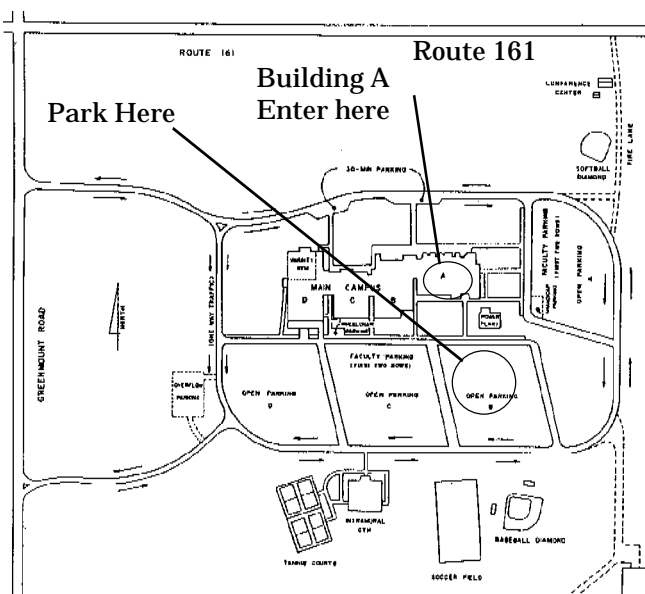 ROUTE 161
Route 161
Building A
Enter here
Park Here
CONFERENCE
CENTER
SOFTBALL
DIAMOND
FIRE LANE
30-MIN PARKING
FACULTY PARKING
(FIRST TWO ROWS)
OPEN PARKING
A
GYM
MAIN CAMPUS
A
D C B
POWER
PLANT
PARKING
NORTH
GREENMOUNT ROAD
(ONE WAY TRAFFIC)
OVERFLOW
PARKING
FACULTY PARKING
(FIRST TWO ROWS)
OPEN PARKING
D
OPEN PARKING
C
OPEN PARKING
B
INTRAMURAL
GYM
TENNIS COURTS
SOCCER FIELD
BASEBALL DIAMOND